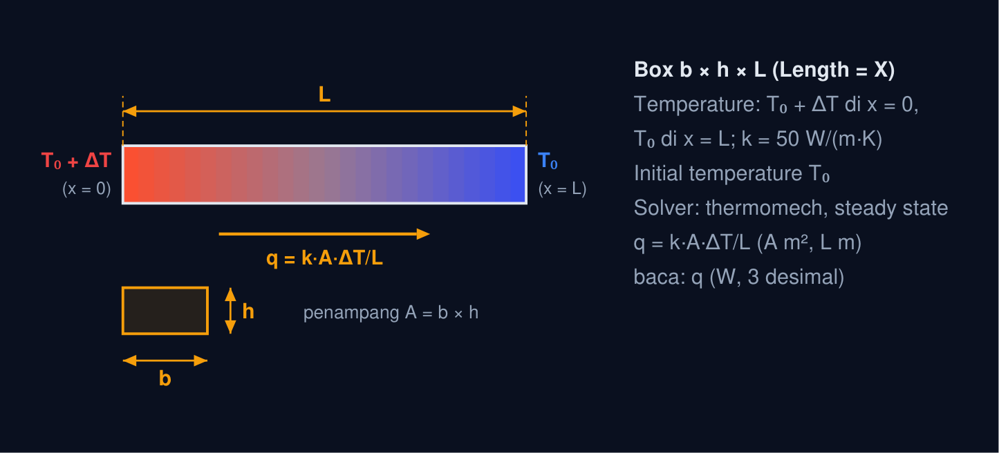 L
T₀ + ΔT
(x = 0)
T₀
(x = L)
q = k·A·ΔT/L
h
penampang A = b × h
b
Box b × h × L (Length = X)
Temperature: T₀ + ΔT di x = 0,
T₀ di x = L; k = 50 W/(m·K)
Initial temperature T₀
Solver: thermomech, steady state
q = k·A·ΔT/L (A m², L m)
baca: q (W, 3 desimal)